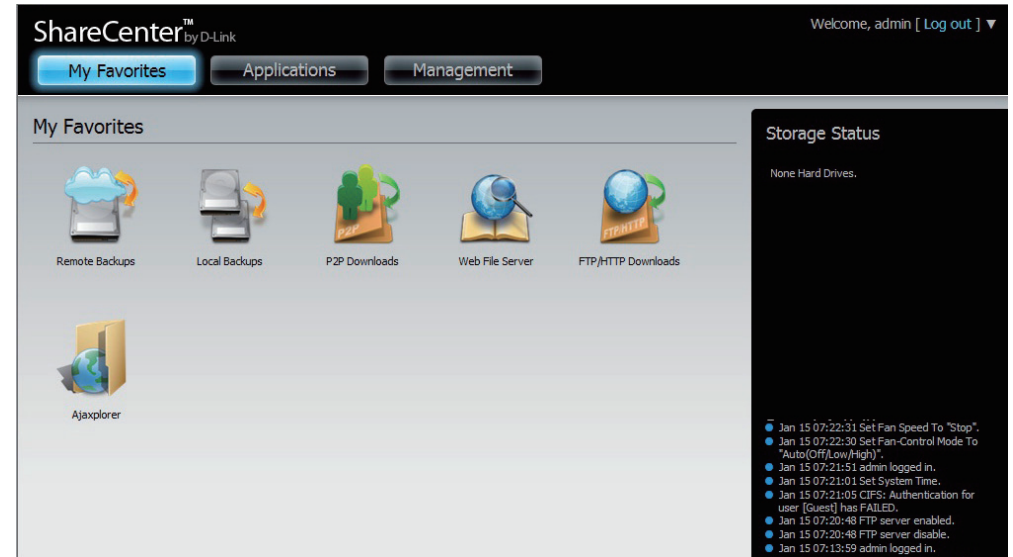 ShareCenter™ by D-Link
Welcome, admin [ Log out ] ▼
My Favorites
Applications
Management
My Favorites
Storage Status
None Hard Drives.
Remote Backups
Local Backups
P2P
P2P Downloads
Web File Server
FTP/HTTP
FTP/HTTP Downloads
Ajaxplorer
Jan 15 07:22:31 Set Fan Speed To "Stop".
Jan 15 07:22:30 Set Fan-Control Mode To
"Auto(Off/Low/High)".
Jan 15 07:21:51 admin logged in.
Jan 15 07:21:01 Set System Time.
Jan 15 07:21:05 CIFS: Authentication for
user [Guest] has FAILED.
Jan 15 07:20:48 FTP server enabled.
Jan 15 07:20:48 FTP server disable.
Jan 15 07:13:59 admin logged in.